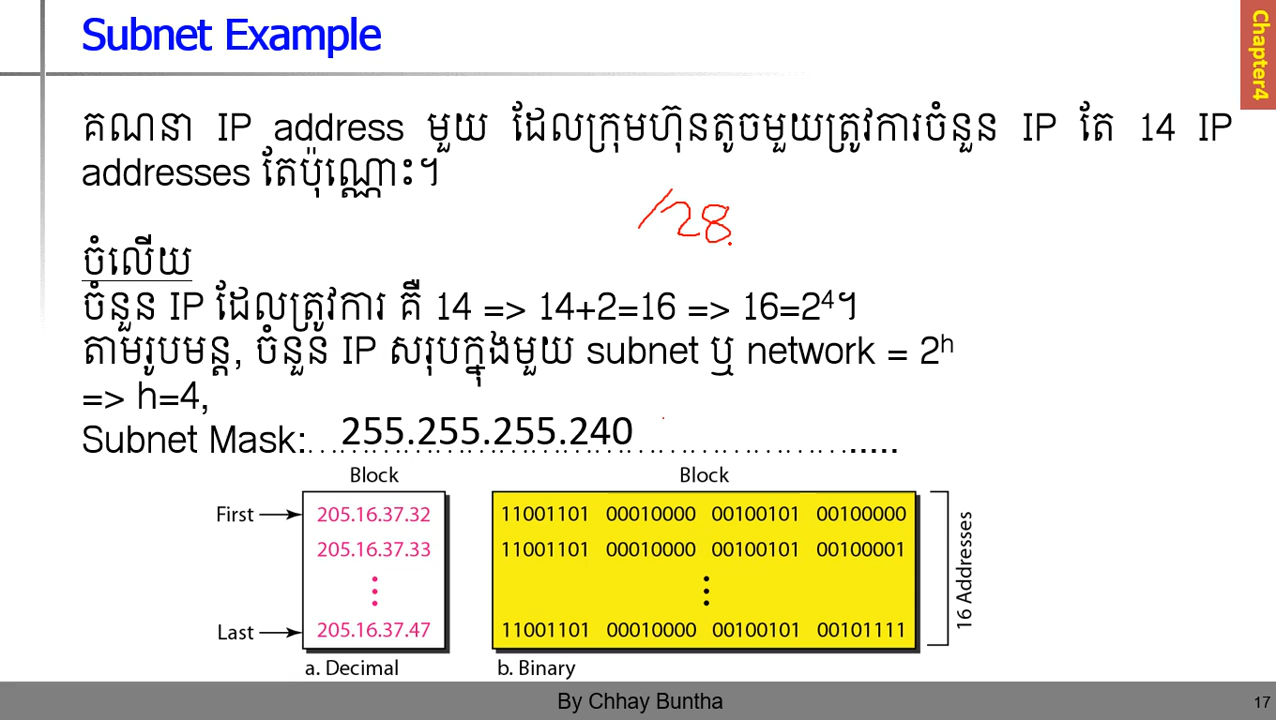 Subnet Example
Chapter4
គណនា IP address មួយ ដែលក្រុមហ៊ុនតូចមួយត្រូវការចំនួន IP តែ 14 IP
addresses តែប៉ុណ្ណោះ។
/28
ចំលើយ
ចំនួន IP ដែលត្រូវការ គឺ 14 => 14+2=16 => 16=2⁴។
តាមរូបមន្ត, ចំនួន IP សរុបក្នុងមួយ subnet ឬ network = 2ʰ
=> h=4,
Subnet Mask:……255.255.255.240……………………......
Block
First
205.16.37.32
205.16.37.33
⋮
Last
205.16.37.47
a. Decimal
Block
11001101 00010000 00100101 00100000
11001101 00010000 00100101 00100001
⋮
11001101 00010000 00100101 00101111
b. Binary
16 Addresses
By Chhay Buntha
17